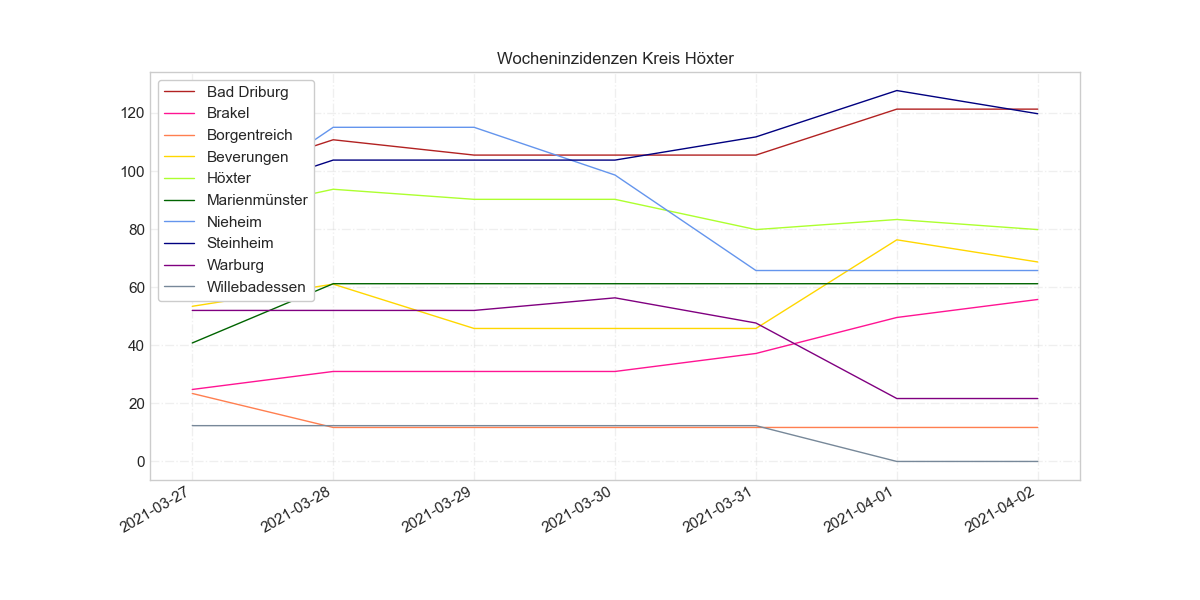 Wocheninzidenzen Kreis Höxter
Bad Driburg
Brakel
Borgentreich
Beverungen
Höxter
Marienmünster
Nieheim
Steinheim
Warburg
Willebadessen
120
100
80
60
40
20
0
2021-03-27
2021-03-28
2021-03-29
2021-03-30
2021-03-31
2021-04-01
2021-04-02